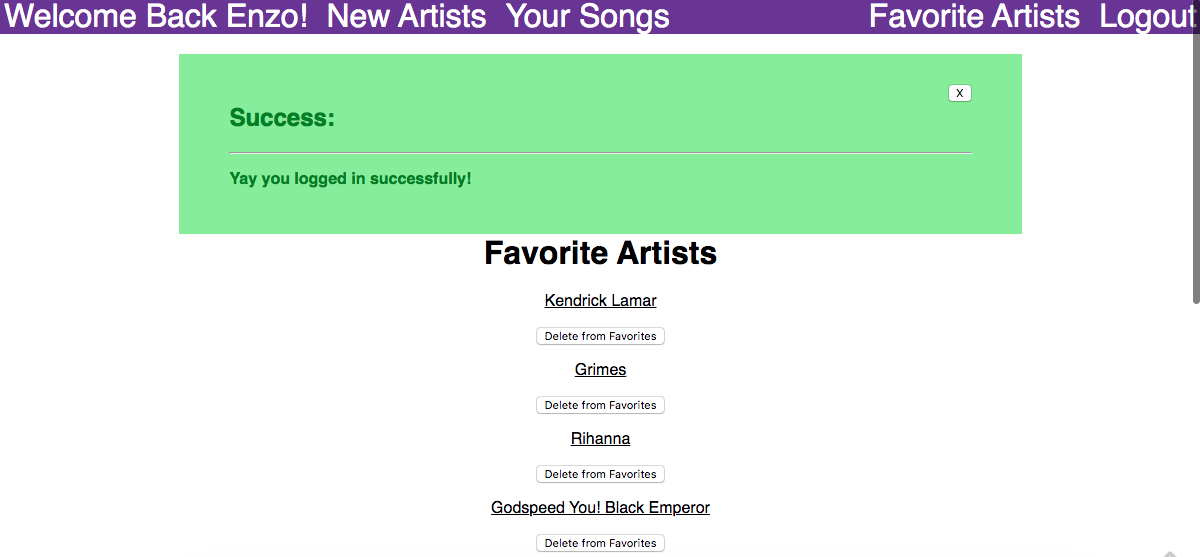 Welcome Back Enzo! New Artists Your Songs Favorite Artists Logout
X
Success:
Yay you logged in successfully!
Favorite Artists
Kendrick Lamar
Delete from Favorites
Grimes
Delete from Favorites
Rihanna
Delete from Favorites
Godspeed You! Black Emperor
Delete from Favorites